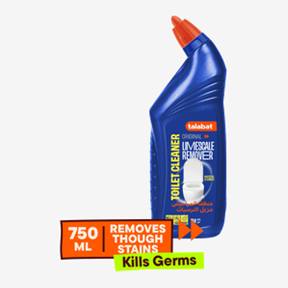 talabat
ORIGINAL
LIMESCALE
REMOVER
TOILET CLEANER
750
ML
REMOVES
THOUGH
STAINS
Kills Germs